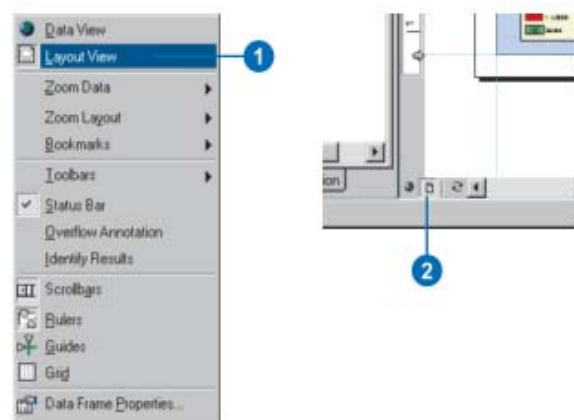 Data View
Layout View
1
Zoom Data
Zoom Layout
Bookmarks
Toolbars
Status Bar
Overflow Annotation
Identify Results
Scrollbars
Rulers
Guides
Grid
Data Frame Properties...
ion
2